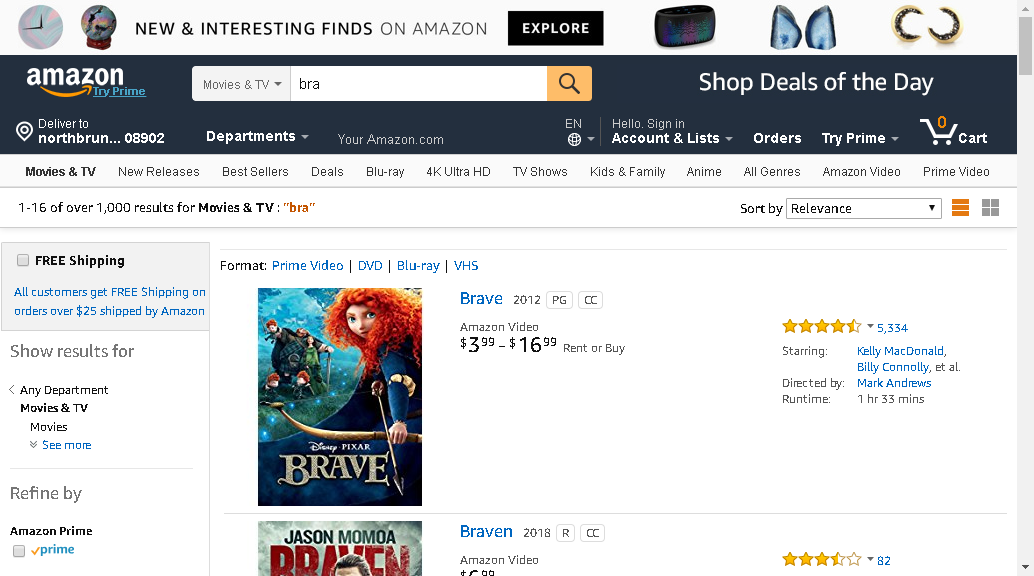 NEW & INTERESTING FINDS ON AMAZON EXPLORE
amazon
Try Prime
Movies & TV
bra
Shop Deals of the Day
Deliver to
northbrun... 08902
Departments
Your Amazon.com
EN
Hello. Sign in
Account & Lists
Orders
Try Prime
0
Cart
Movies & TV New Releases Best Sellers Deals Blu-ray 4K Ultra HD TV Shows Kids & Family Anime All Genres Amazon Video Prime Video
1-16 of over 1,000 results for Movies & TV : "bra"
Sort by Relevance
FREE Shipping
All customers get FREE Shipping on
orders over $25 shipped by Amazon
Show results for
Any Department
Movies & TV
Movies
See more
Refine by
Amazon Prime
prime
Format: Prime Video | DVD | Blu-ray | VHS
DISNEY · PIXAR
BRAVE
Brave 2012 PG CC
Amazon Video
$3.99 - $16.99 Rent or Buy
5,334
Starring: Kelly MacDonald,
Billy Connolly, et al.
Directed by: Mark Andrews
Runtime: 1 hr 33 mins
JASON MOMOA
BRAVEN
Braven 2018 R CC
Amazon Video
82